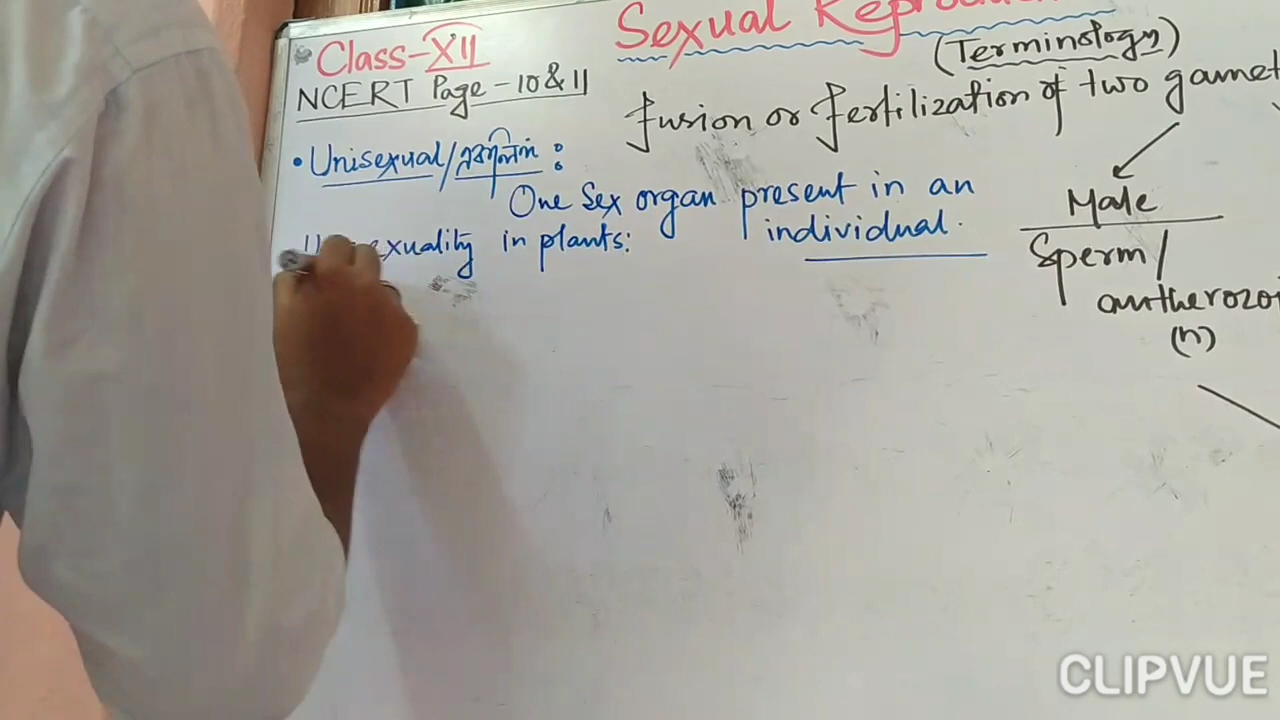 Class-XII
NCERT Page-10 & 11
Sexual
(Terminology)
fusion or fertilization of two
• Unisexual/একলিঙ্গ :
One Sex organ present in an
individual.
in plants:
Male
Sperm/
(n)
CLIPVUE